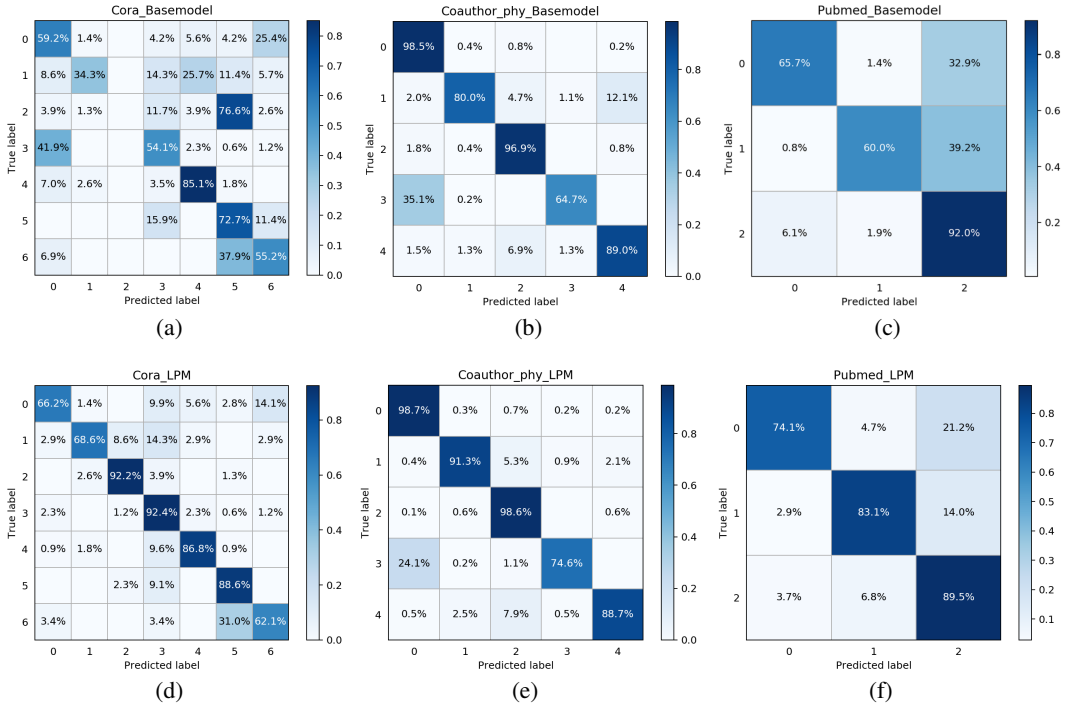 Cora_Basemodel
0 59.2% 1.4% 4.2% 5.6% 4.2% 25.4%
1 8.6% 34.3% 14.3% 25.7% 11.4% 5.7%
2 3.9% 1.3% 11.7% 3.9% 76.6% 2.6%
3 41.9% 54.1% 2.3% 0.6% 1.2%
4 7.0% 2.6% 3.5% 85.1% 1.8%
5 15.9% 72.7% 11.4%
6 6.9% 37.9% 55.2%
0 1 2 3 4 5 6
True label
Predicted label
0.8
0.7
0.6
0.5
0.4
0.3
0.2
0.1
0.0
(a)
Coauthor_phy_Basemodel
0 98.5% 0.4% 0.8% 0.2%
1 2.0% 80.0% 4.7% 1.1% 12.1%
2 1.8% 0.4% 96.9% 0.8%
3 35.1% 0.2% 64.7%
4 1.5% 1.3% 6.9% 1.3% 89.0%
0 1 2 3 4
True label
Predicted label
0.8
0.6
0.4
0.2
0.0
(b)
Pubmed_Basemodel
0 65.7% 1.4% 32.9%
1 0.8% 60.0% 39.2%
2 6.1% 1.9% 92.0%
0 1 2
True label
Predicted label
0.8
0.6
0.4
0.2
(c)
Cora_LPM
0 66.2% 1.4% 9.9% 5.6% 2.8% 14.1%
1 2.9% 68.6% 8.6% 14.3% 2.9% 2.9%
2 2.6% 92.2% 3.9% 1.3%
3 2.3% 1.2% 92.4% 2.3% 0.6% 1.2%
4 0.9% 1.8% 9.6% 86.8% 0.9%
5 2.3% 9.1% 88.6%
6 3.4% 3.4% 31.0% 62.1%
0 1 2 3 4 5 6
True label
Predicted label
0.8
0.6
0.4
0.2
0.0
(d)
Coauthor_phy_LPM
0 98.7% 0.3% 0.7% 0.2% 0.2%
1 0.4% 91.3% 5.3% 0.9% 2.1%
2 0.1% 0.6% 98.6% 0.6%
3 24.1% 0.2% 1.1% 74.6%
4 0.5% 2.5% 7.9% 0.5% 88.7%
0 1 2 3 4
True label
Predicted label
0.8
0.6
0.4
0.2
0.0
(e)
Pubmed_LPM
0 74.1% 4.7% 21.2%
1 2.9% 83.1% 14.0%
2 3.7% 6.8% 89.5%
0 1 2
True label
Predicted label
0.8
0.7
0.6
0.5
0.4
0.3
0.2
0.1
(f)